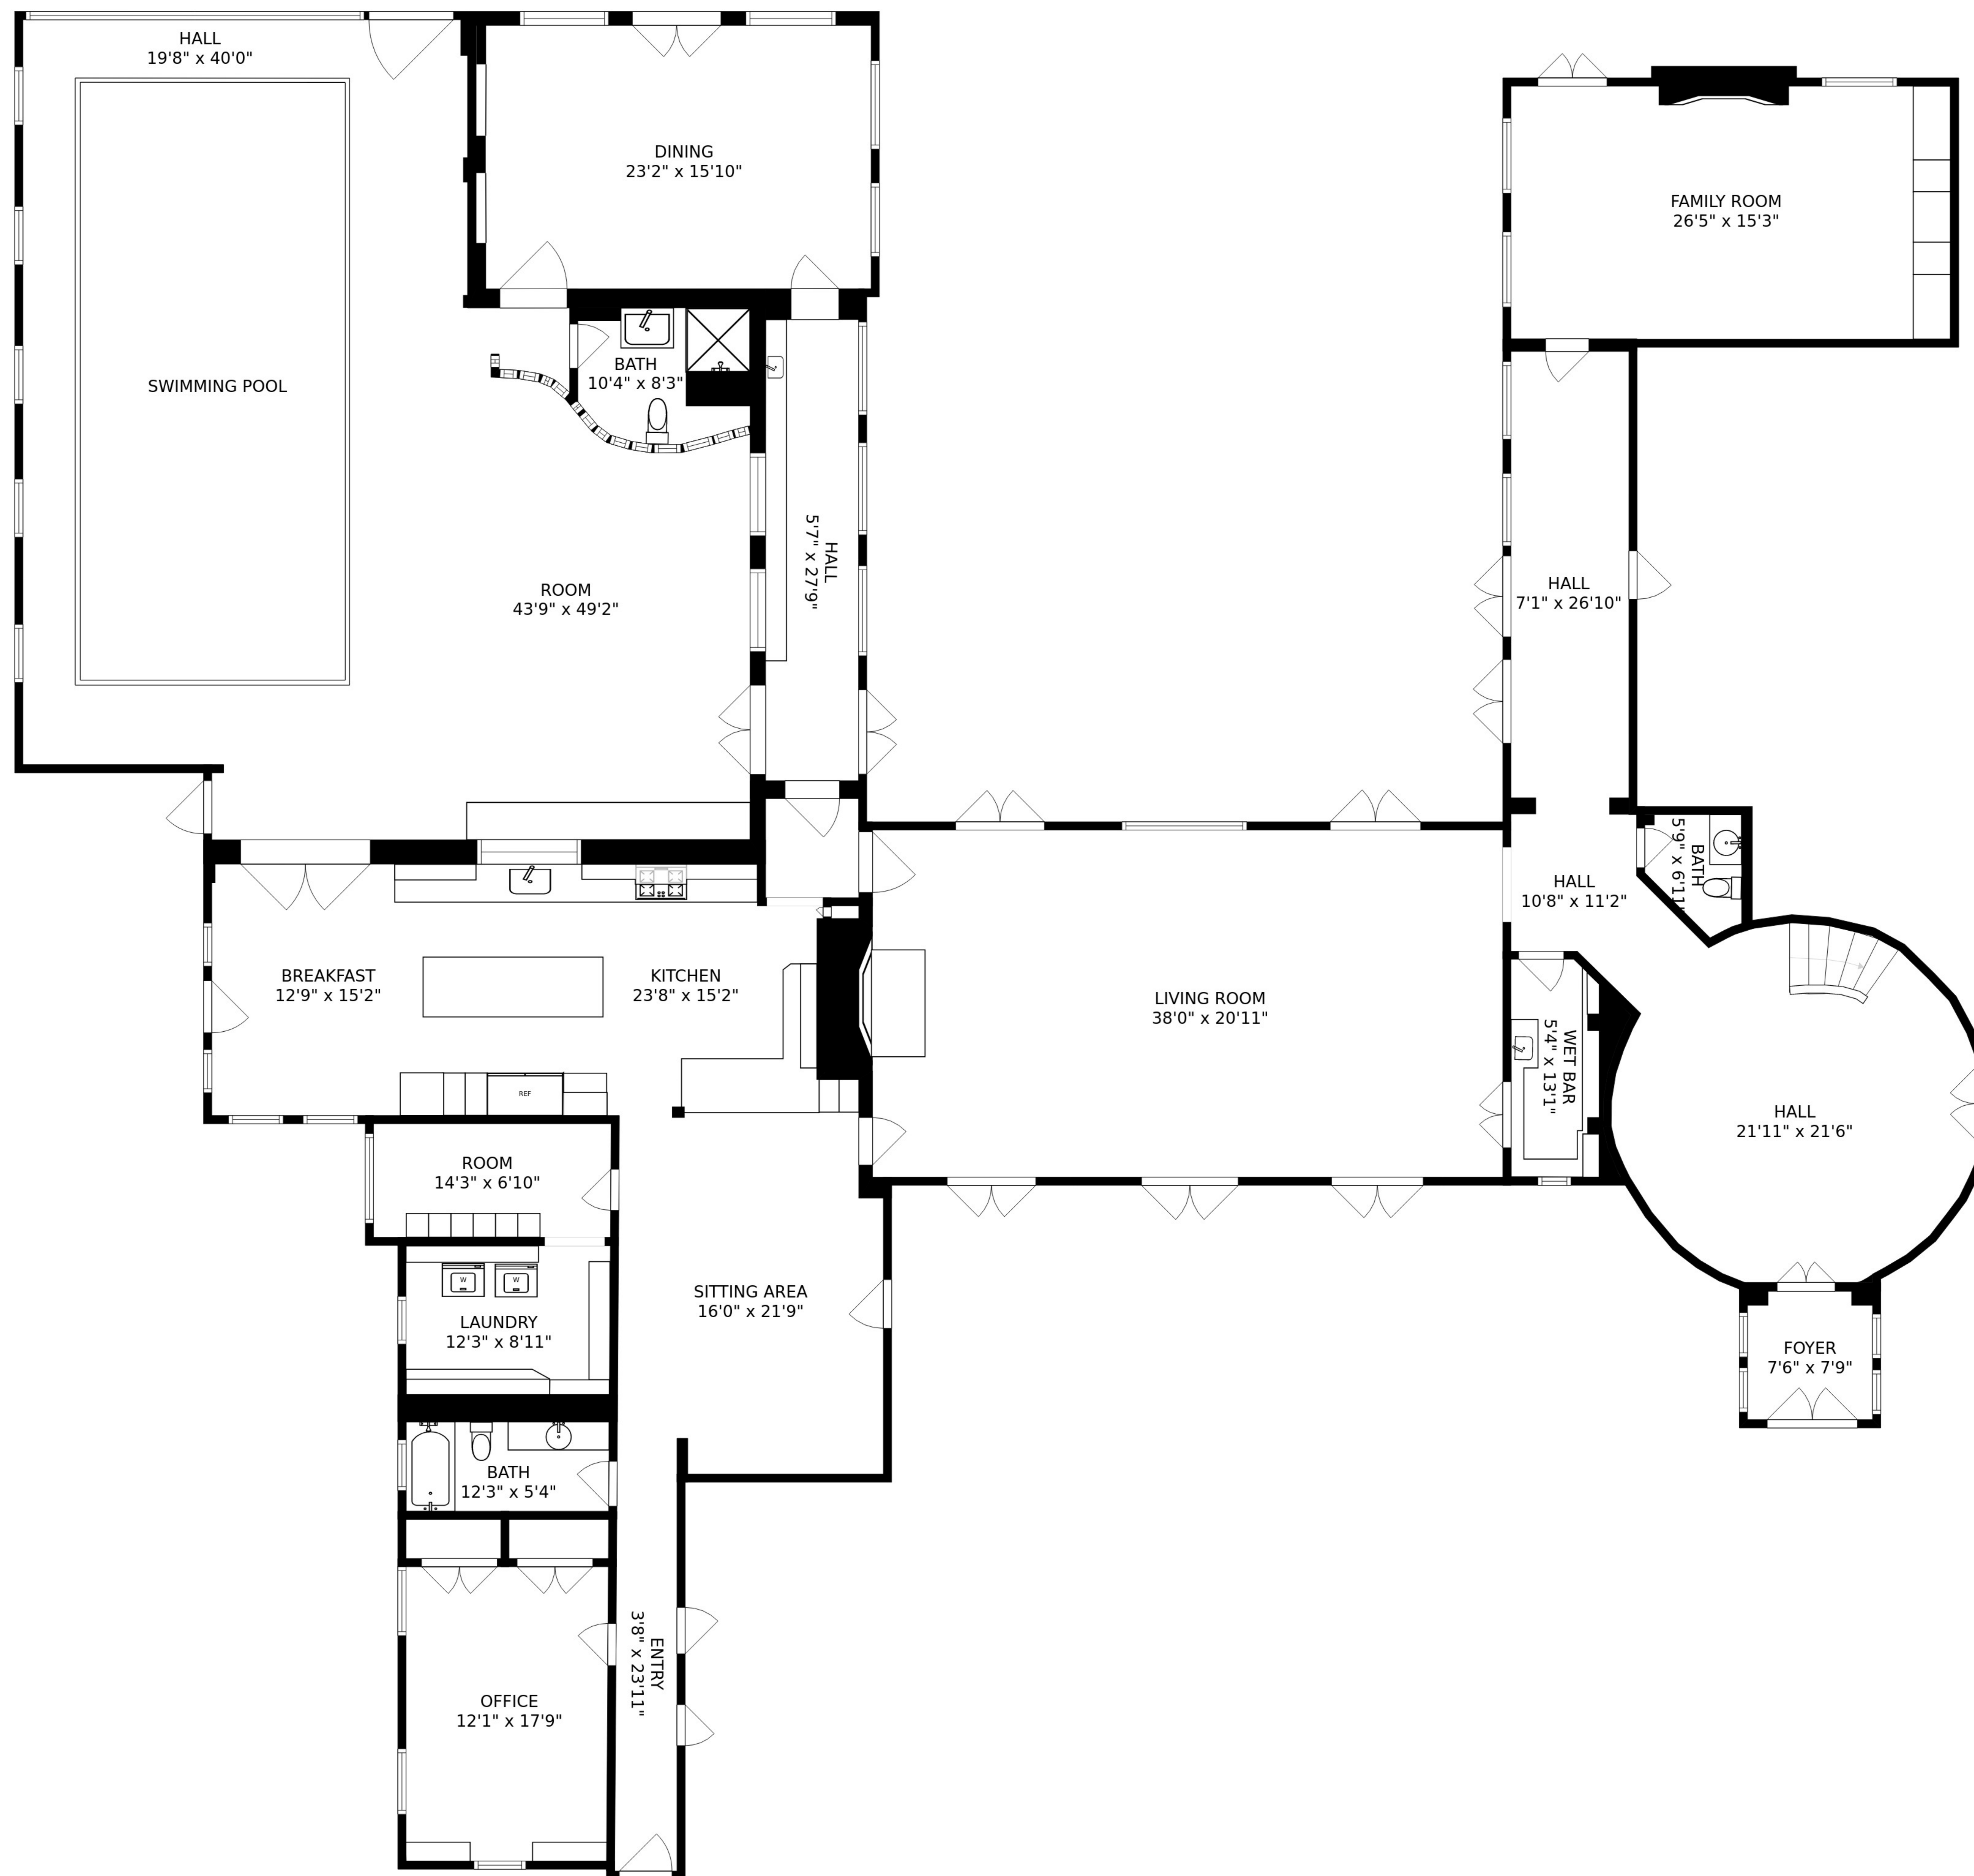 HALL
19'8" x 40'0"
DINING
23'2" x 15'10"
FAMILY ROOM
26'5" x 15'3"
SWIMMING POOL
BATH
10'4" x 8'3"
ROOM
43'9" x 49'2"
HALL
5'7" x 27'9"
HALL
7'1" x 26'10"
HALL
10'8" x 11'2"
BATH
5'9" x 6'11"
BREAKFAST
12'9" x 15'2"
KITCHEN
23'8" x 15'2"
LIVING ROOM
38'0" x 20'11"
WET BAR
5'4" x 13'1"
REF
HALL
21'11" x 21'6"
ROOM
14'3" x 6'10"
W
W
LAUNDRY
12'3" x 8'11"
SITTING AREA
16'0" x 21'9"
FOYER
7'6" x 7'9"
BATH
12'3" x 5'4"
ENTRY
3'8" x 23'11"
OFFICE
12'1" x 17'9"